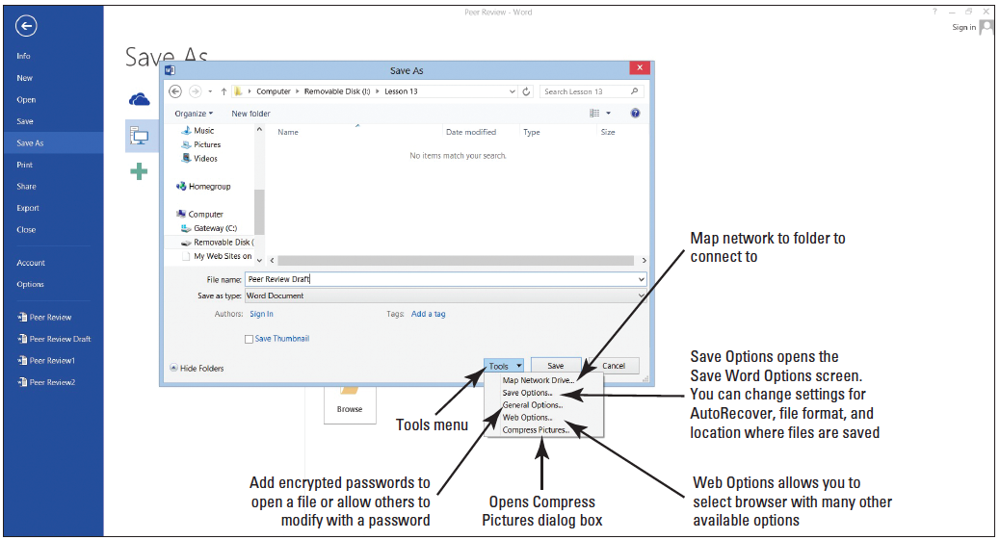 Peer Review - Word
?
Sign in
Info
New
Open
Save
Save As
Print
Share
Export
Close
Account
Options
Peer Review
Peer Review Draft
Peer Review1
Peer Review2
Save As
Save As
Computer
Removable Disk (I:)
Lesson 13
Search Lesson 13
Organize
New folder
Name
Date modified
Type
Size
No items match your search.
Music
Pictures
Videos
Homegroup
Computer
Gateway (C:)
Removable Disk (
My Web Sites on
File name:
Peer Review Draft
Save as type:
Word Document
Authors:
Sign In
Tags:
Add a tag
Save Thumbnail
Hide Folders
Tools
Save
Cancel
Map Network Drive...
Save Options...
General Options...
Web Options...
Compress Pictures...
Browse
Map network to folder to
connect to
Save Options opens the
Save Word Options screen.
You can change settings for
AutoRecover, file format, and
location where files are saved
Tools menu
Add encrypted passwords to
open a file or allow others to
modify with a password
Opens Compress
Pictures dialog box
Web Options allows you to
select browser with many other
available options